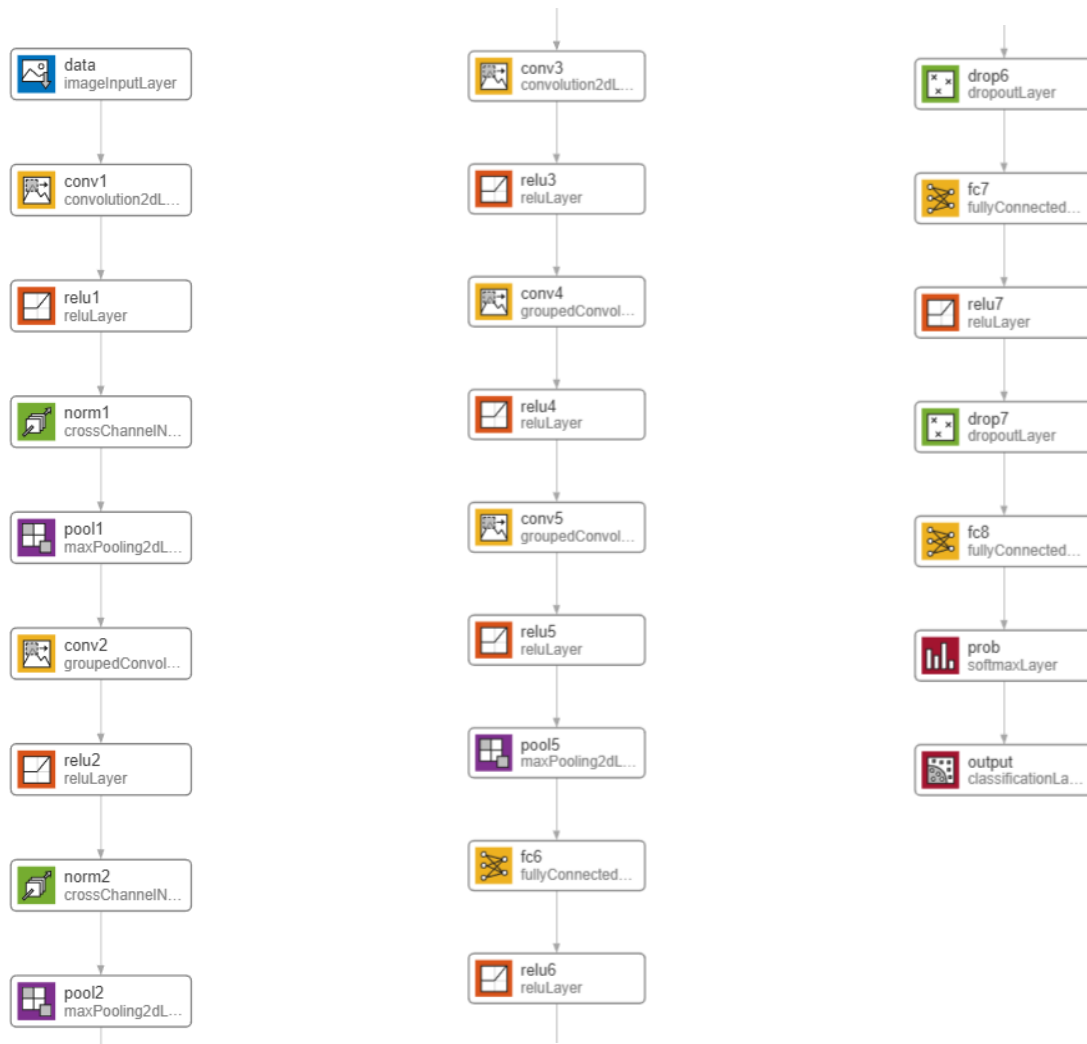 data
imageInputLayer
conv1
convolution2dL...
relu1
reluLayer
norm1
crossChannelN...
pool1
maxPooling2dL...
conv2
groupedConvol...
relu2
reluLayer
norm2
crossChannelN...
pool2
maxPooling2dL...
conv3
convolution2dL...
relu3
reluLayer
conv4
groupedConvol...
relu4
reluLayer
conv5
groupedConvol...
relu5
reluLayer
pool5
maxPooling2dL...
fc6
fullyConnected...
relu6
reluLayer
drop6
dropoutLayer
fc7
fullyConnected...
relu7
reluLayer
drop7
dropoutLayer
fc8
fullyConnected...
prob
softmaxLayer
output
classificationLa...